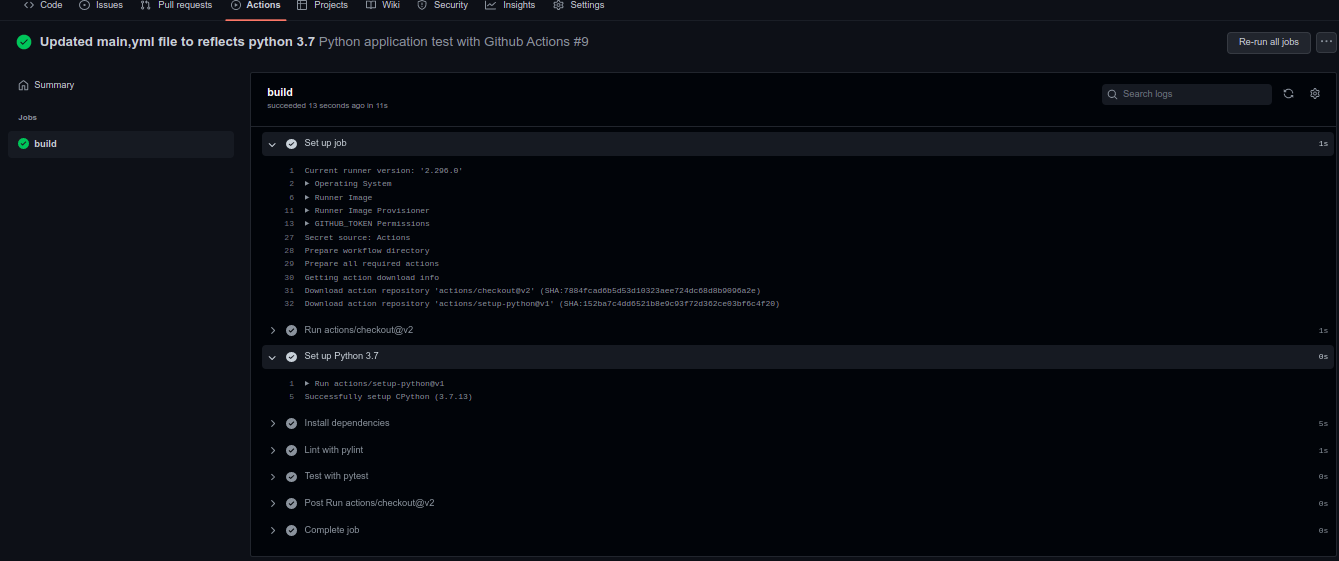 Code Issues Pull requests Actions Projects Wiki Security Insights Settings
Updated main,yml file to reflects python 3.7 Python application test with Github Actions #9
Re-run all jobs
Summary
Jobs
build
build
succeeded 13 seconds ago in 11s
Search logs
Set up job 1s
1 Current runner version: '2.296.0'
2 ▶ Operating System
6 ▶ Runner Image
11 ▶ Runner Image Provisioner
13 ▶ GITHUB_TOKEN Permissions
27 Secret source: Actions
28 Prepare workflow directory
29 Prepare all required actions
30 Getting action download info
31 Download action repository 'actions/checkout@v2' (SHA:7884fcad6b5d53d10323aee724dc68d8b9096a2e)
32 Download action repository 'actions/setup-python@v1' (SHA:152ba7c4dd6521b8e9c93f72d362ce03bf6c4f20)
Run actions/checkout@v2 1s
Set up Python 3.7 0s
1 ▶ Run actions/setup-python@v1
5 Successfully setup CPython (3.7.13)
Install dependencies 5s
Lint with pylint 1s
Test with pytest 0s
Post Run actions/checkout@v2 0s
Complete job 0s